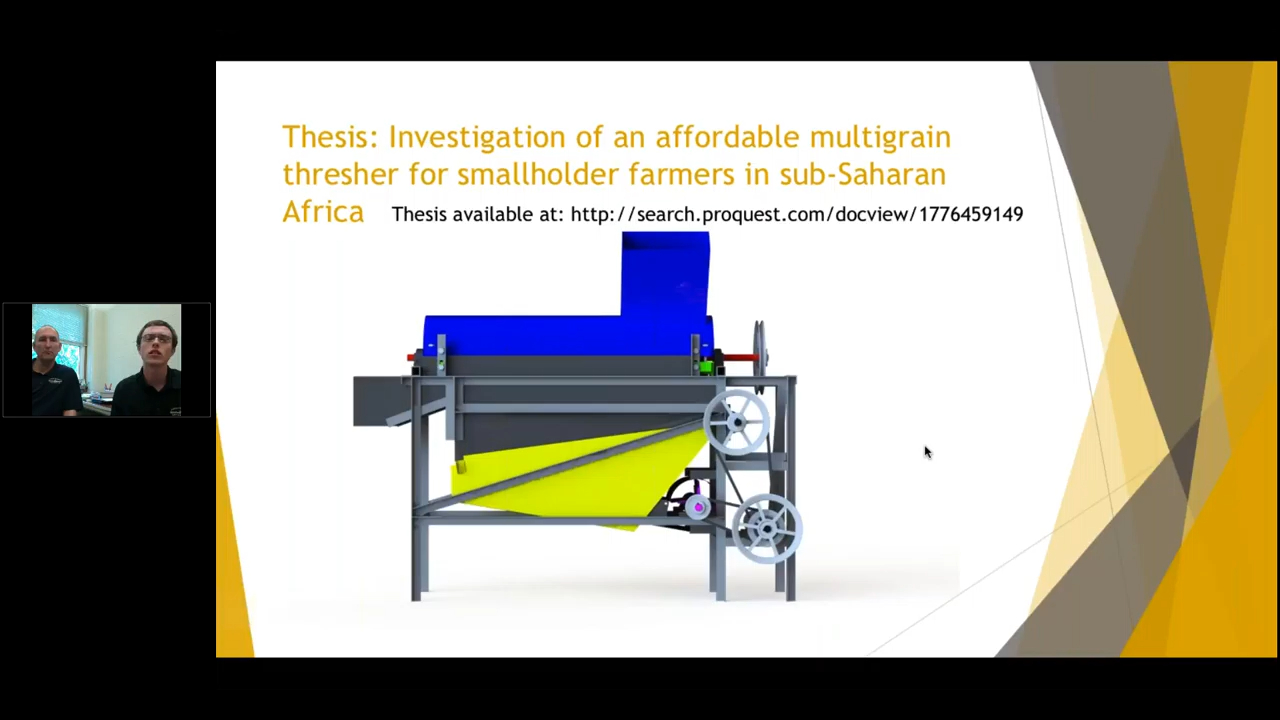 Thesis: Investigation of an affordable multigrain
thresher for smallholder farmers in sub-Saharan
Africa Thesis available at: http://search.proquest.com/docview/1776459149